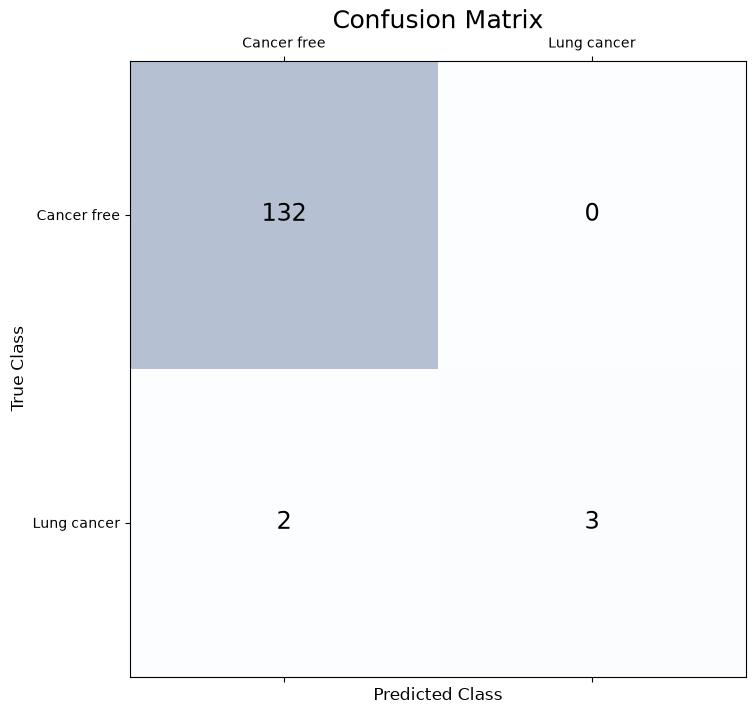 Confusion Matrix
Cancer free Lung cancer
Cancer free 132 0
True Class
Lung cancer 2 3
Predicted Class